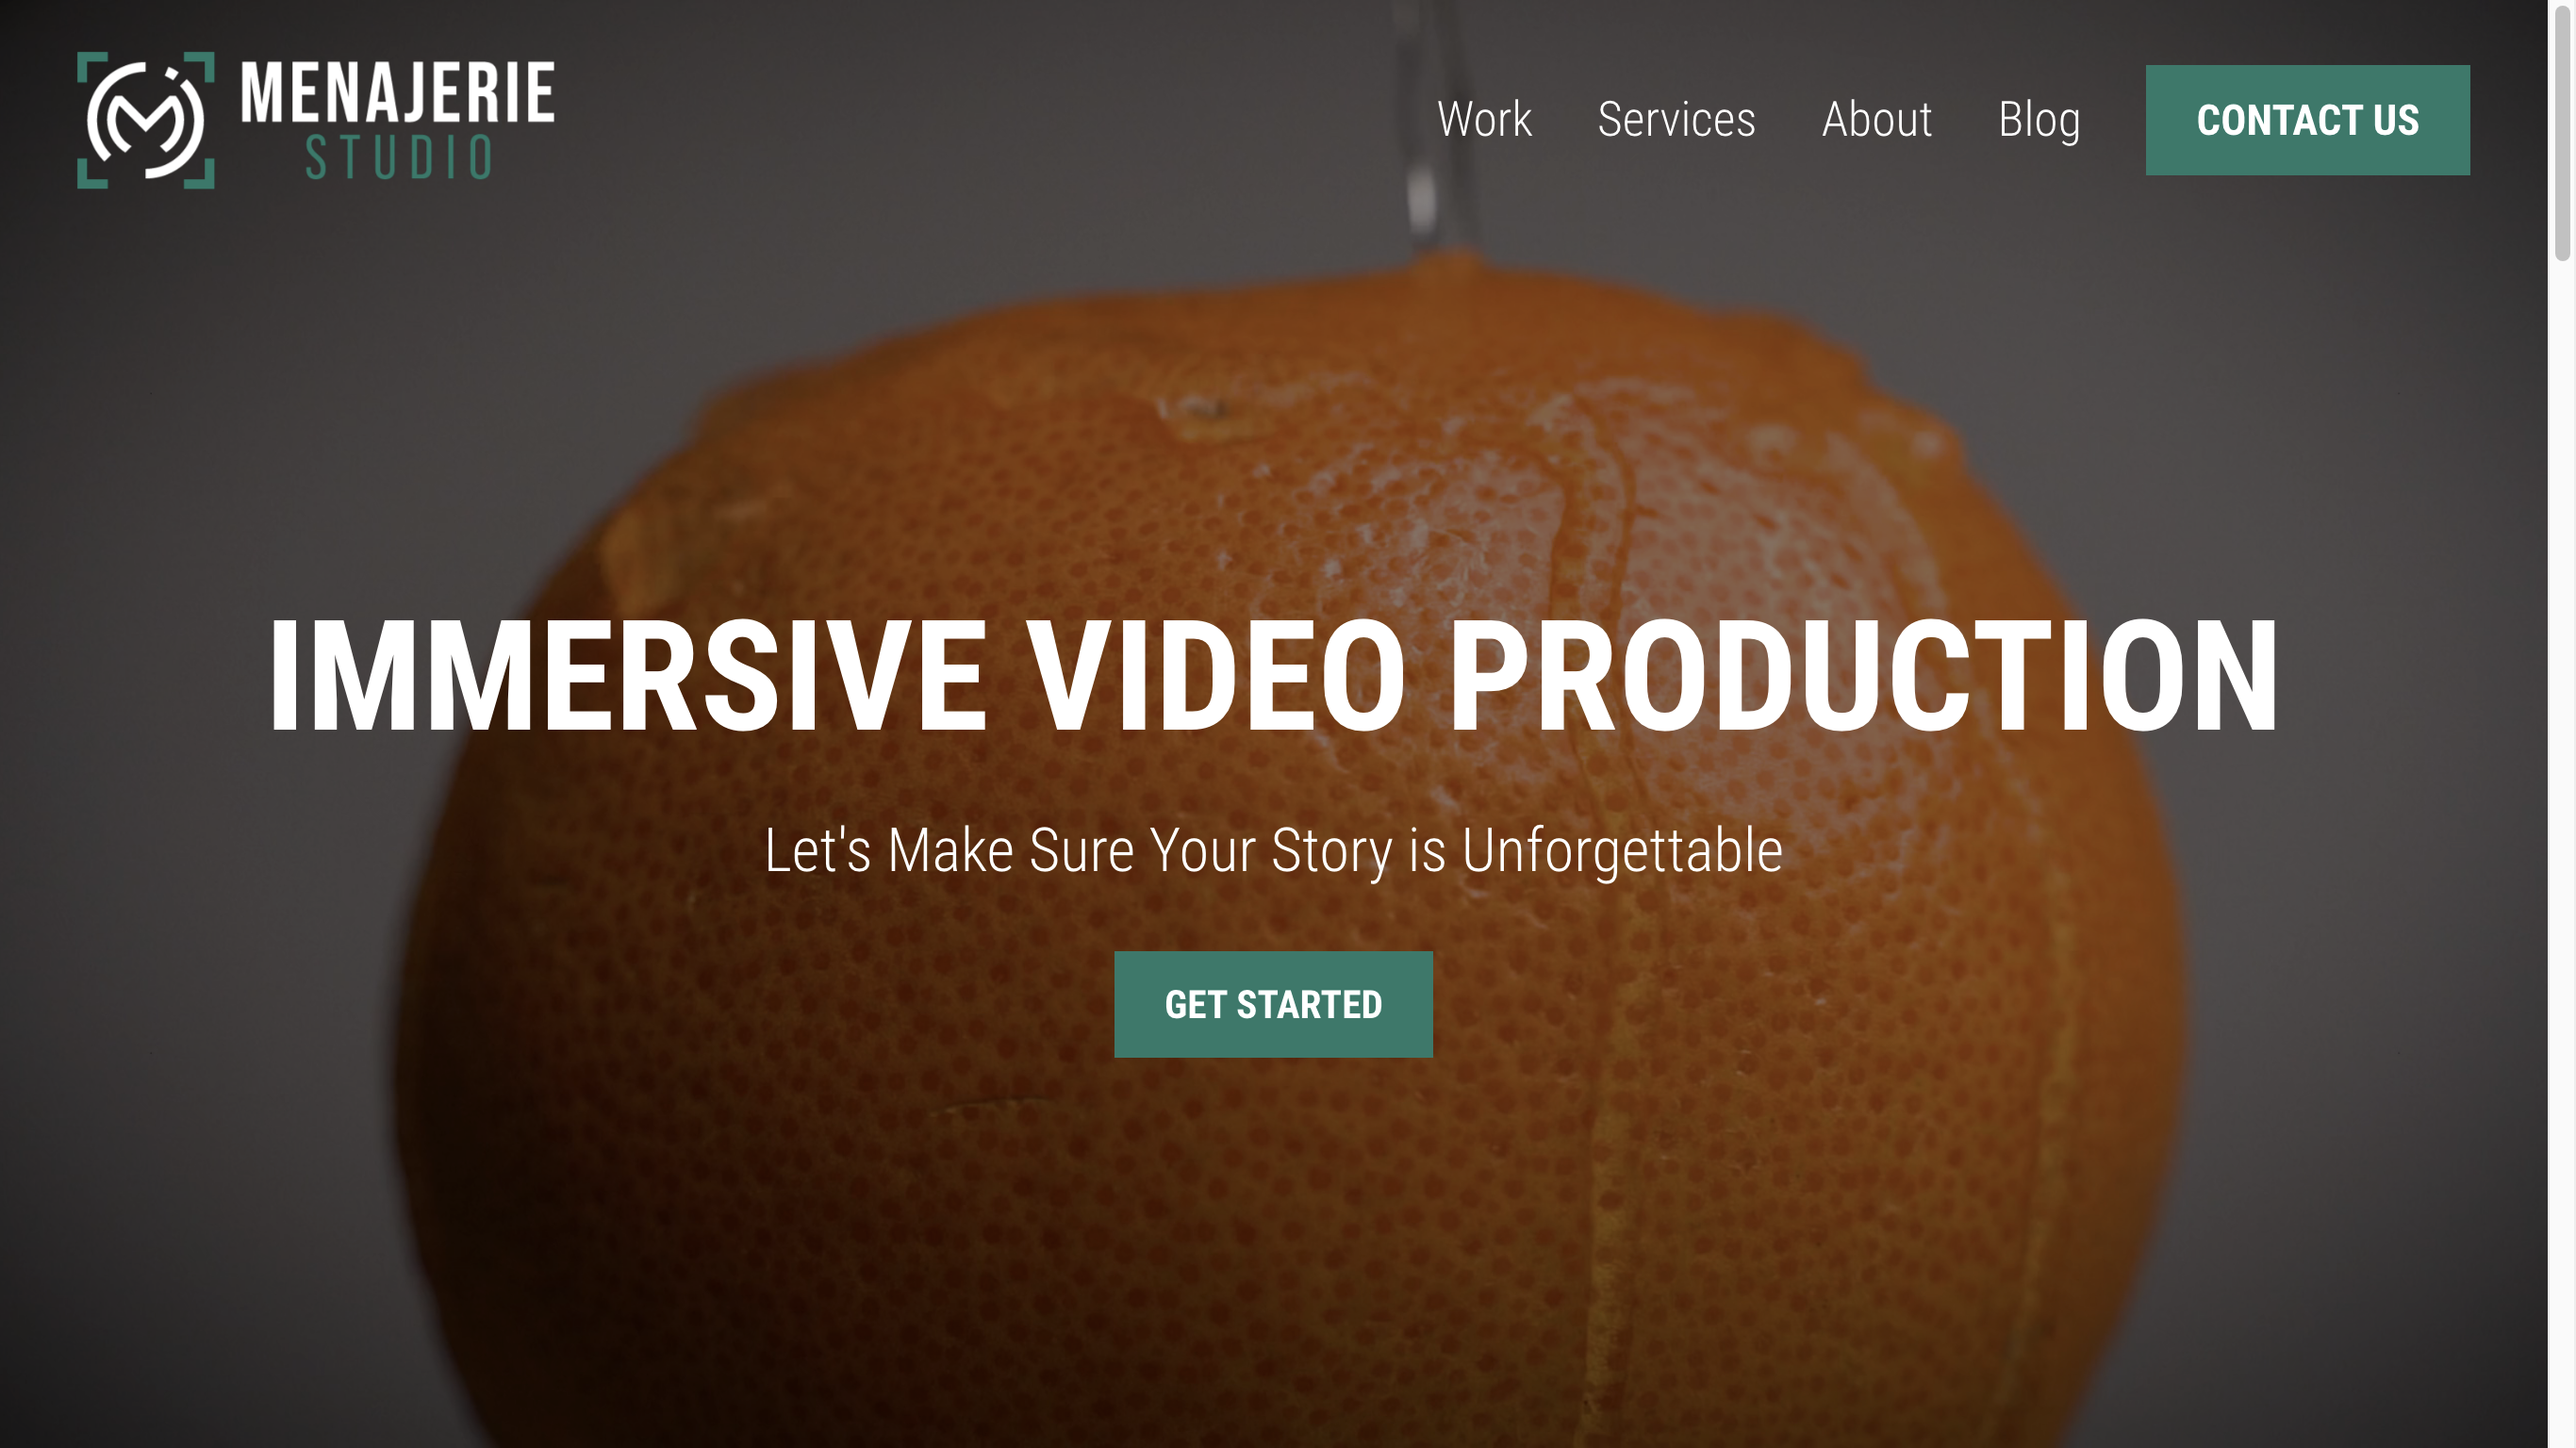 MENAJERIE
STUDIO
Work Services About Blog CONTACT US
IMMERSIVE VIDEO PRODUCTION
Let's Make Sure Your Story is Unforgettable
GET STARTED